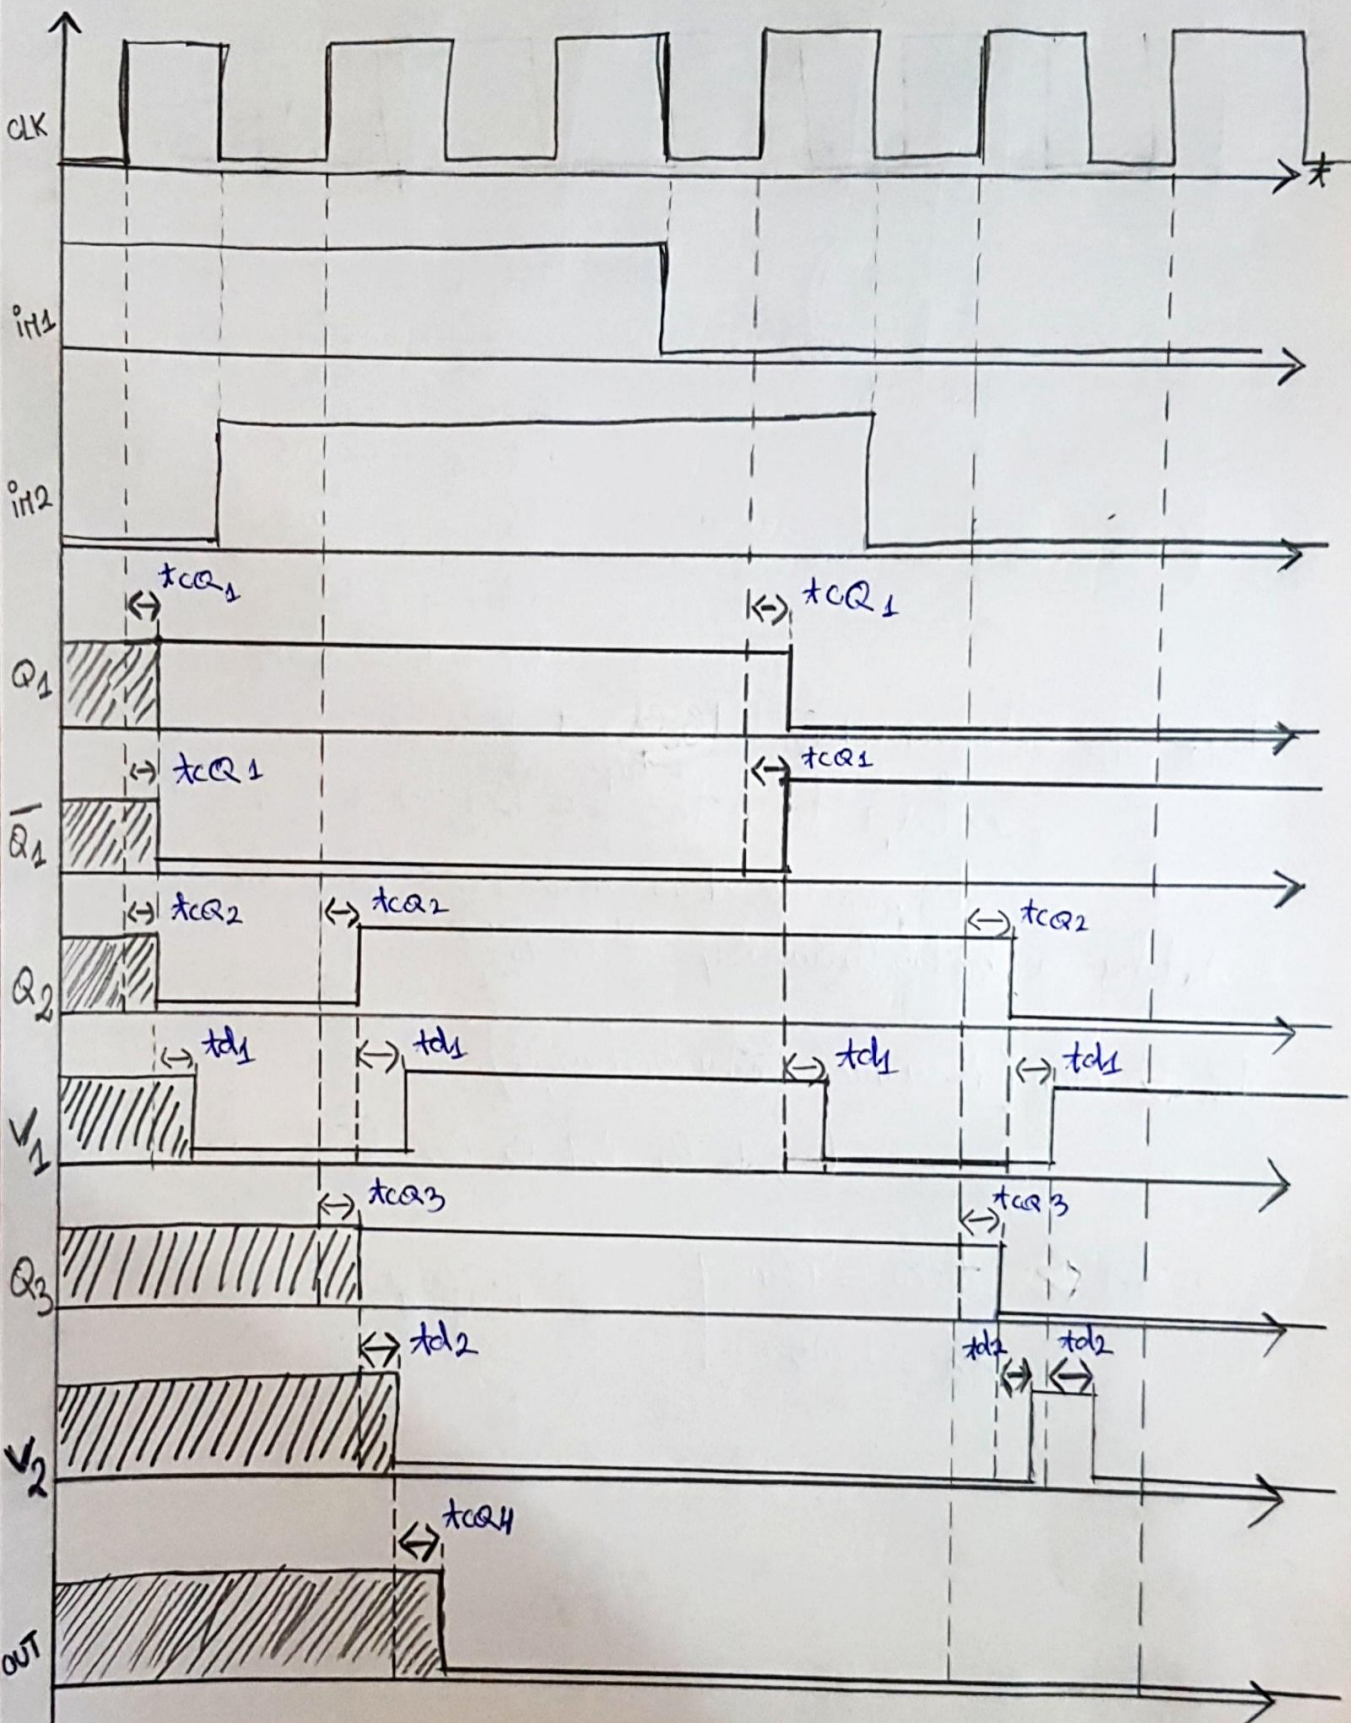 CLK
t
in1
in2
tcQ1 tcQ1
Q1
tcQ1 tcQ1
Q̅1
tcQ2 tcQ2 tcQ2
Q2
td1 td1 td1 td1
V1
tcQ3 tcQ3
Q3
td2 td2 td2
V2
tcQ4
OUT